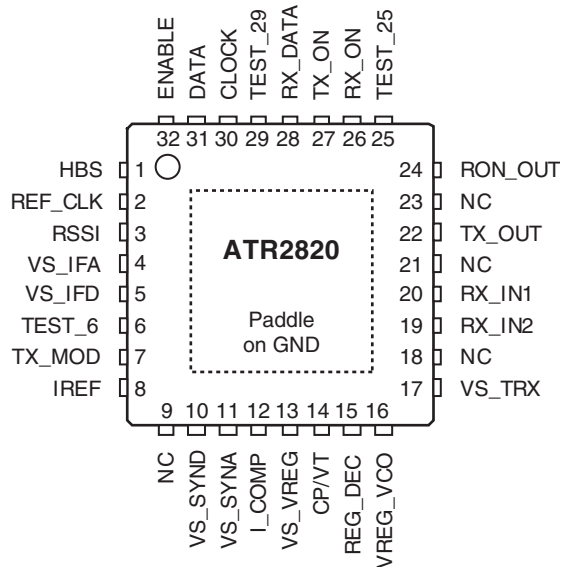 ENABLE
DATA
CLOCK
TEST_29
RX_DATA
TX_ON
RX_ON
TEST_25
32 31 30 29 28 27 26 25
HBS 1
REF_CLK 2
RSSI 3
VS_IFA 4
VS_IFD 5
TEST_6 6
TX_MOD 7
IREF 8
ATR2820
Paddle
on GND
24 RON_OUT
23 NC
22 TX_OUT
21 NC
20 RX_IN1
19 RX_IN2
18 NC
17 VS_TRX
9 10 11 12 13 14 15 16
NC
VS_SYND
VS_SYNA
I_COMP
VS_VREG
CP/VT
REG_DEC
VREG_VCO